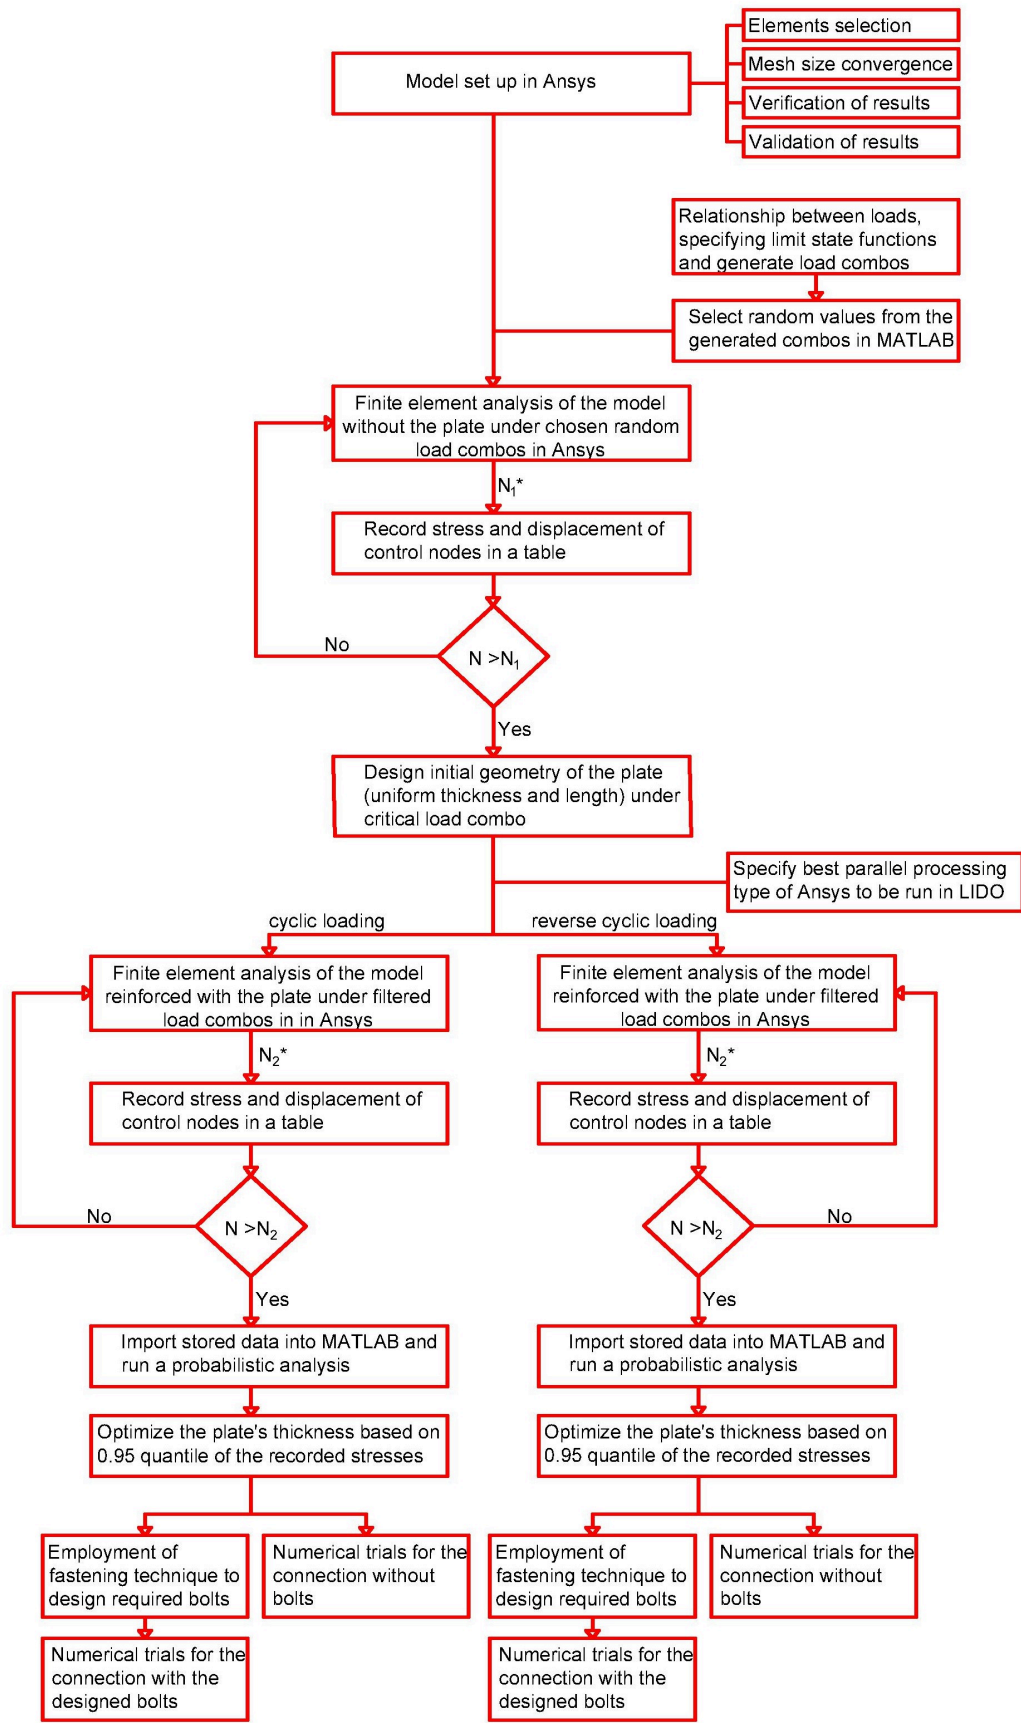 Elements selection
Model set up in Ansys
Mesh size convergence
Verification of results
Validation of results
Relationship between loads,
specifying limit state functions
and generate load combos
Select random values from the
generated combos in MATLAB
Finite element analysis of the model
without the plate under chosen random
load combos in Ansys
N₁*
Record stress and displacement of
control nodes in a table
No
N >N₁
Yes
Design initial geometry of the plate
(uniform thickness and length) under
critical load combo
Specify best parallel processing
type of Ansys to be run in LIDO
cyclic loading
reverse cyclic loading
Finite element analysis of the model
reinforced with the plate under filtered
load combos in in Ansys
N₂*
Record stress and displacement of
control nodes in a table
No
N >N₂
Yes
Import stored data into MATLAB and
run a probabilistic analysis
Optimize the plate's thickness based on
0.95 quantile of the recorded stresses
Employment of
fastening technique to
design required bolts
Numerical trials for the
connection without
bolts
Numerical trials for the
connection with the
designed bolts
Finite element analysis of the model
reinforced with the plate under filtered
load combos in in Ansys
N₂*
Record stress and displacement of
control nodes in a table
N >N₂
No
Yes
Import stored data into MATLAB and
run a probabilistic analysis
Optimize the plate's thickness based on
0.95 quantile of the recorded stresses
Employment of
fastening technique to
design required bolts
Numerical trials for the
connection without
bolts
Numerical trials for the
connection with the
designed bolts